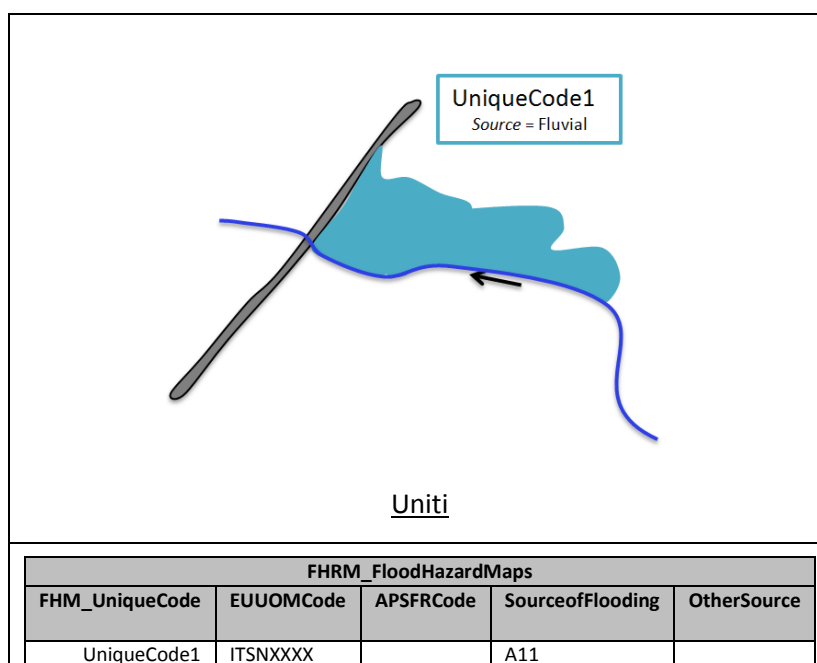 UniqueCode1
Source = Fluvial
Uniti
FHRM_FloodHazardMaps
FHM_UniqueCode EUUOMCode APSFRCode SourceofFlooding OtherSource
UniqueCode1 ITSNXXXX A11